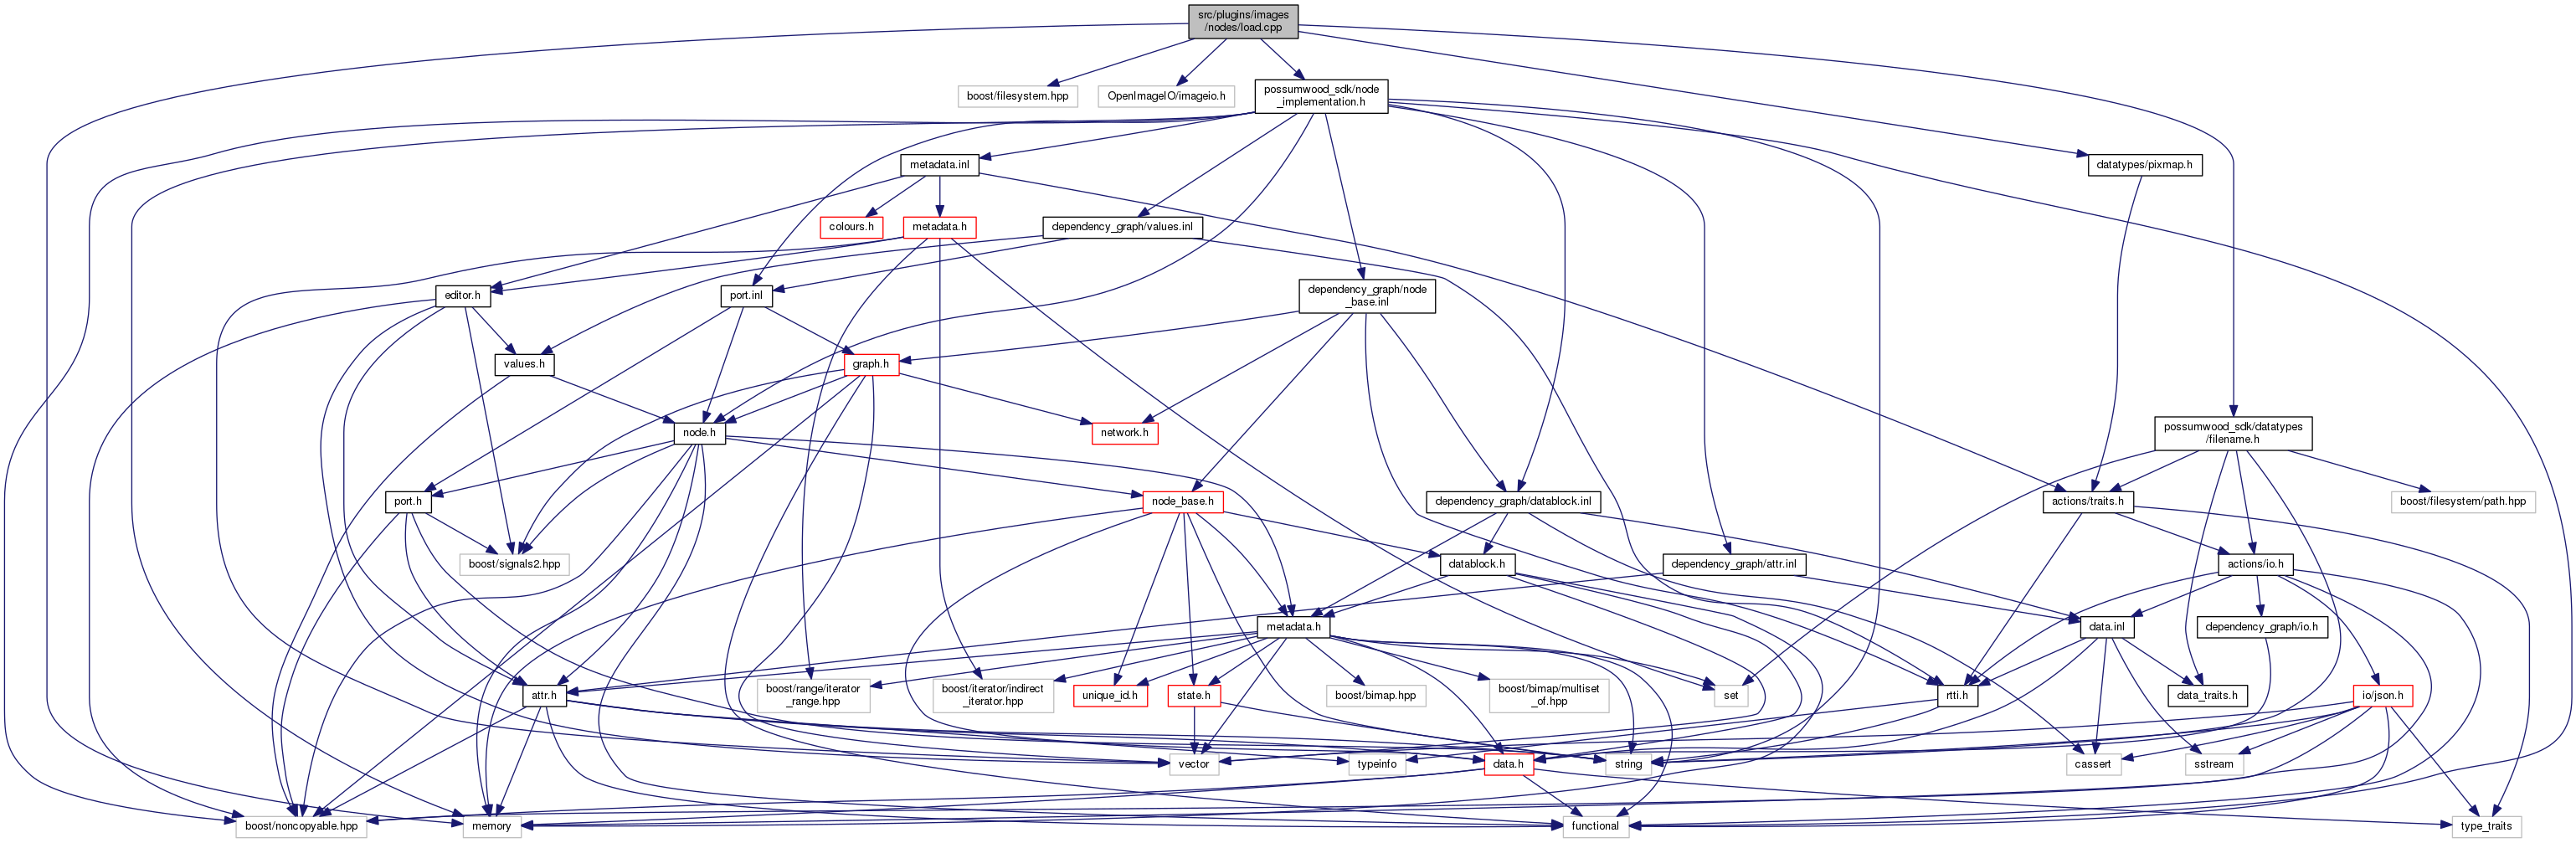 src/plugins/images
/nodes/load.cpp
boost/filesystem.hpp
OpenImageIO/imageio.h
possumwood_sdk/node
_implementation.h
metadata.inl
datatypes/pixmap.h
colours.h
metadata.h
dependency_graph/values.inl
editor.h
port.inl
dependency_graph/node
_base.inl
values.h
graph.h
node.h
network.h
possumwood_sdk/datatypes
/filename.h
port.h
node_base.h
dependency_graph/datablock.inl
actions/traits.h
boost/filesystem/path.hpp
boost/signals2.hpp
datablock.h
dependency_graph/attr.inl
actions/io.h
metadata.h
data.inl
dependency_graph/io.h
attr.h
boost/range/iterator
_range.hpp
boost/iterator/indirect
_iterator.hpp
unique_id.h
state.h
boost/bimap.hpp
boost/bimap/multiset
_of.hpp
set
rtti.h
data_traits.h
io/json.h
vector
typeinfo
data.h
string
cassert
sstream
boost/noncopyable.hpp
memory
functional
type_traits